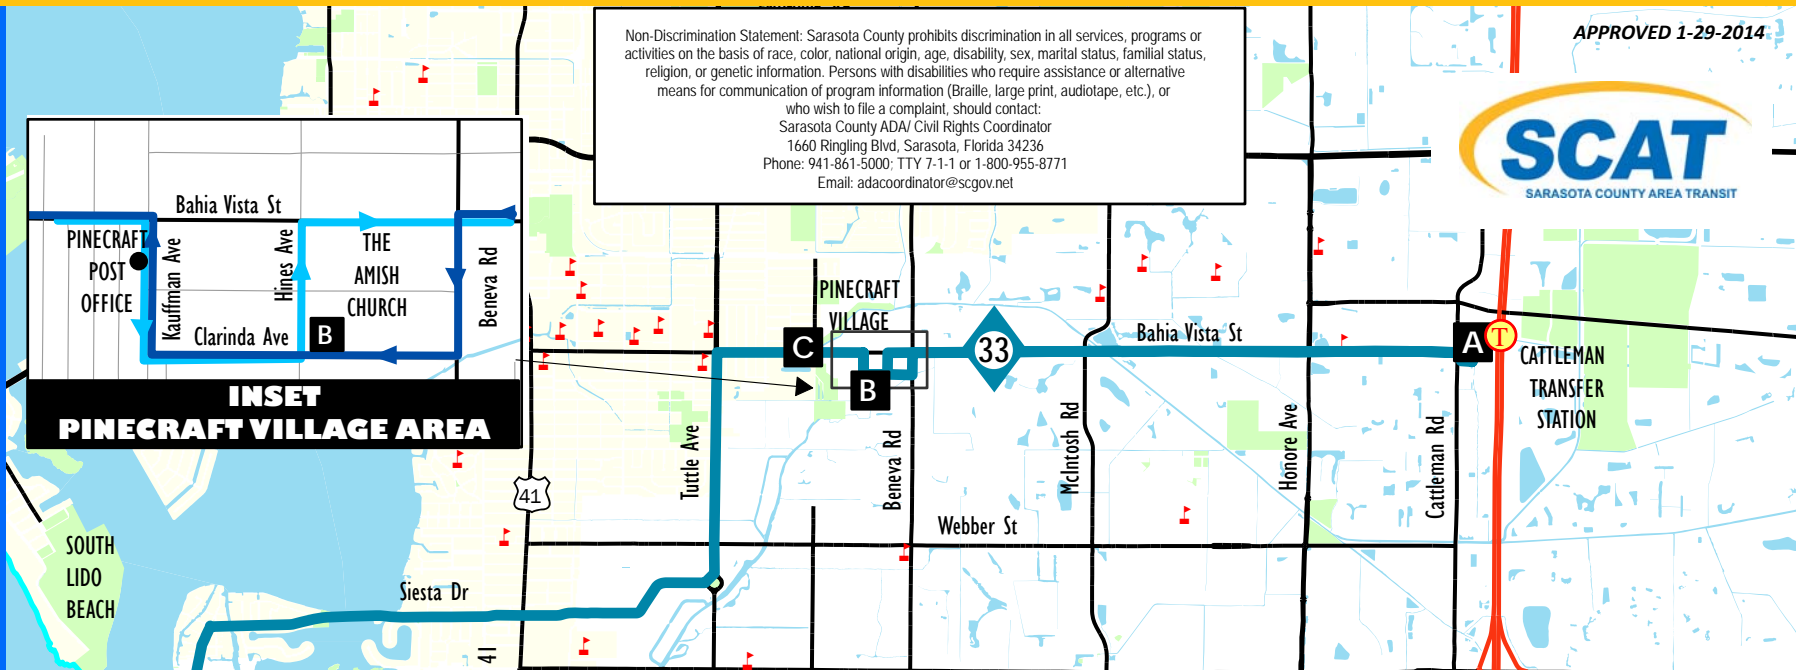 Non-Discrimination Statement: Sarasota County prohibits discrimination in all services, programs or
activities on the basis of race, color, national origin, age, disability, sex, marital status, familial status,
religion, or genetic information. Persons with disabilities who require assistance or alternative
means for communication of program information (Braille, large print, audiotape, etc.), or
who wish to file a complaint, should contact:
Sarasota County ADA/ Civil Rights Coordinator
1660 Ringling Blvd, Sarasota, Florida 34236
Phone: 941-861-5000; TTY 7-1-1 or 1-800-955-8771
Email: adacoordinator@scgov.net
APPROVED 1-29-2014
SCAT
SARASOTA COUNTY AREA TRANSIT
Bahia Vista St
PINECRAFT
POST
OFFICE
Kauffman Ave
Hines Ave
THE
AMISH
CHURCH
Beneva Rd
Clarinda Ave
B
INSET
PINECRAFT VILLAGE AREA
PINECRAFT
VILLAGE
C
B
33
Bahia Vista St
A
T
CATTLEMAN
TRANSFER
STATION
Tuttle Ave
Beneva Rd
McIntosh Rd
Honore Ave
Cattleman Rd
41
Webber St
SOUTH
LIDO
BEACH
Siesta Dr
41